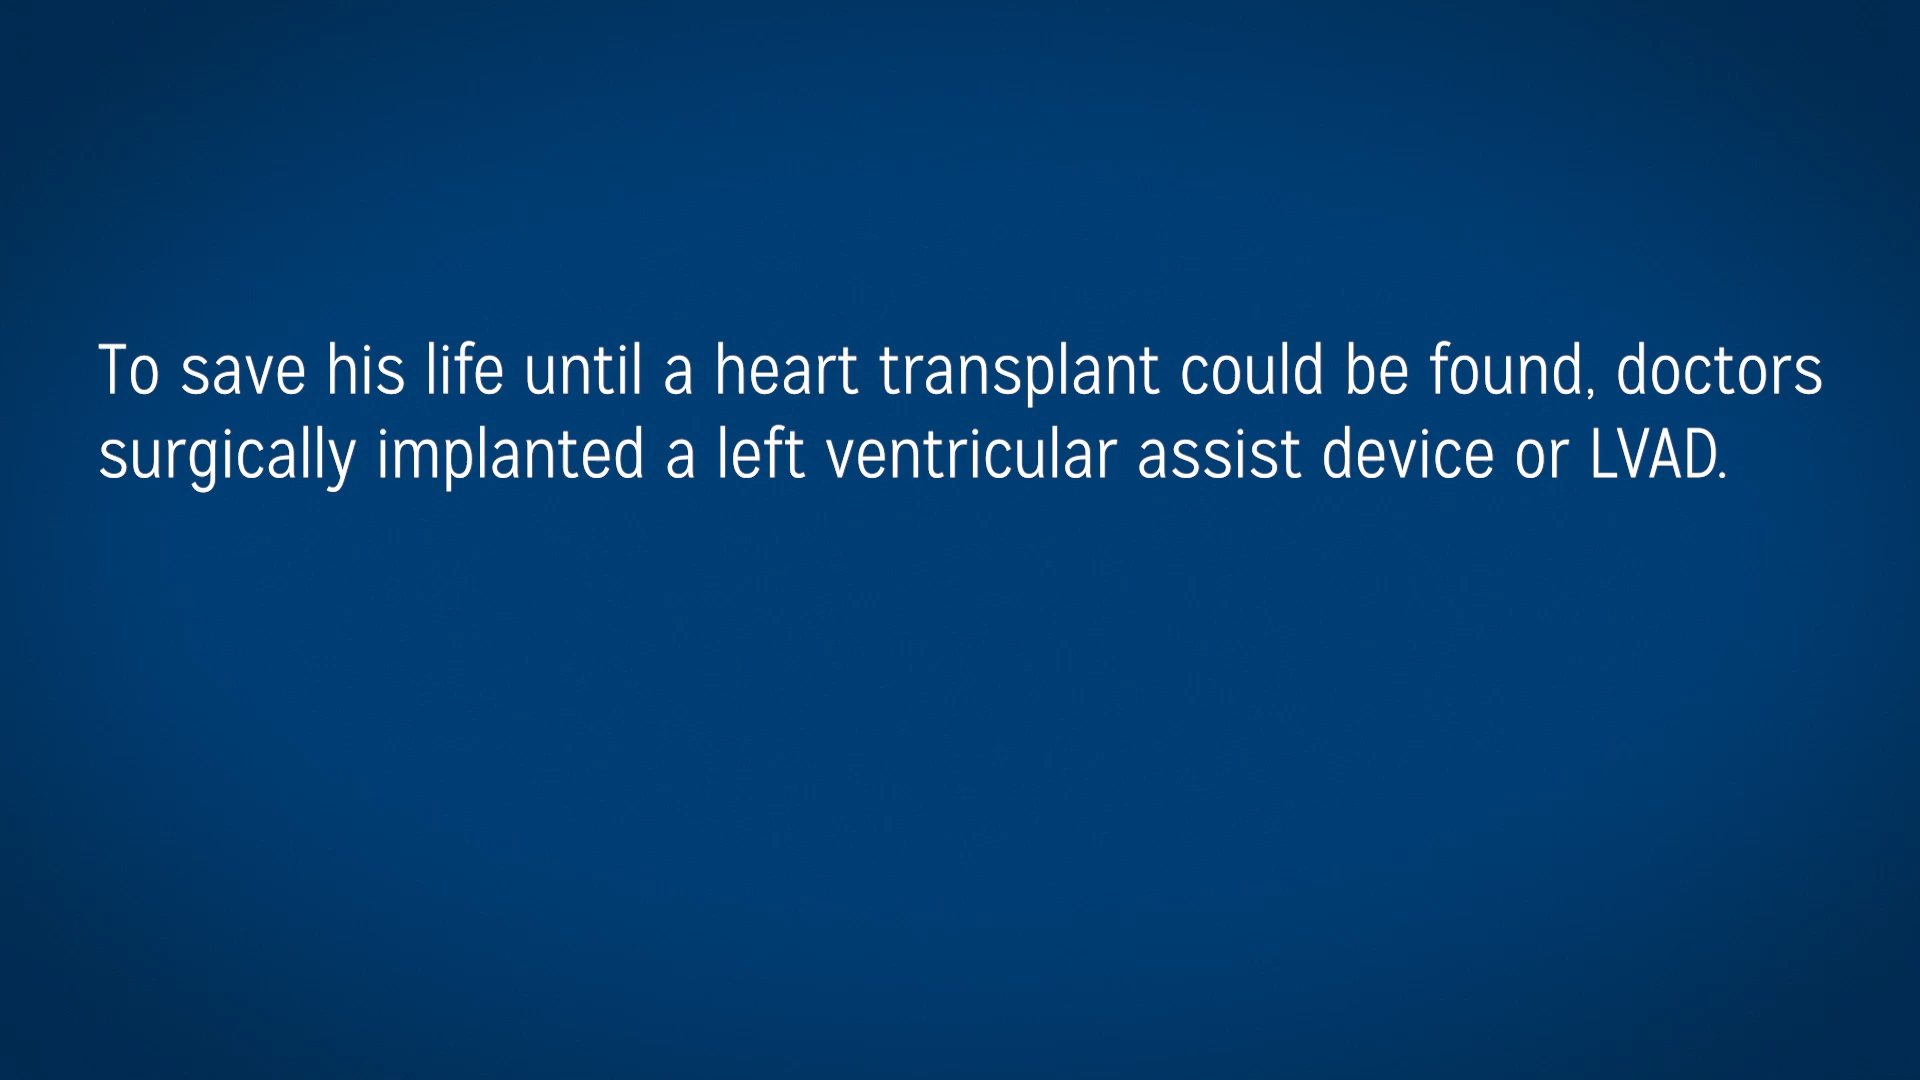 To save his life until a heart transplant could be found, doctors
surgically implanted a left ventricular assist device or LVAD.